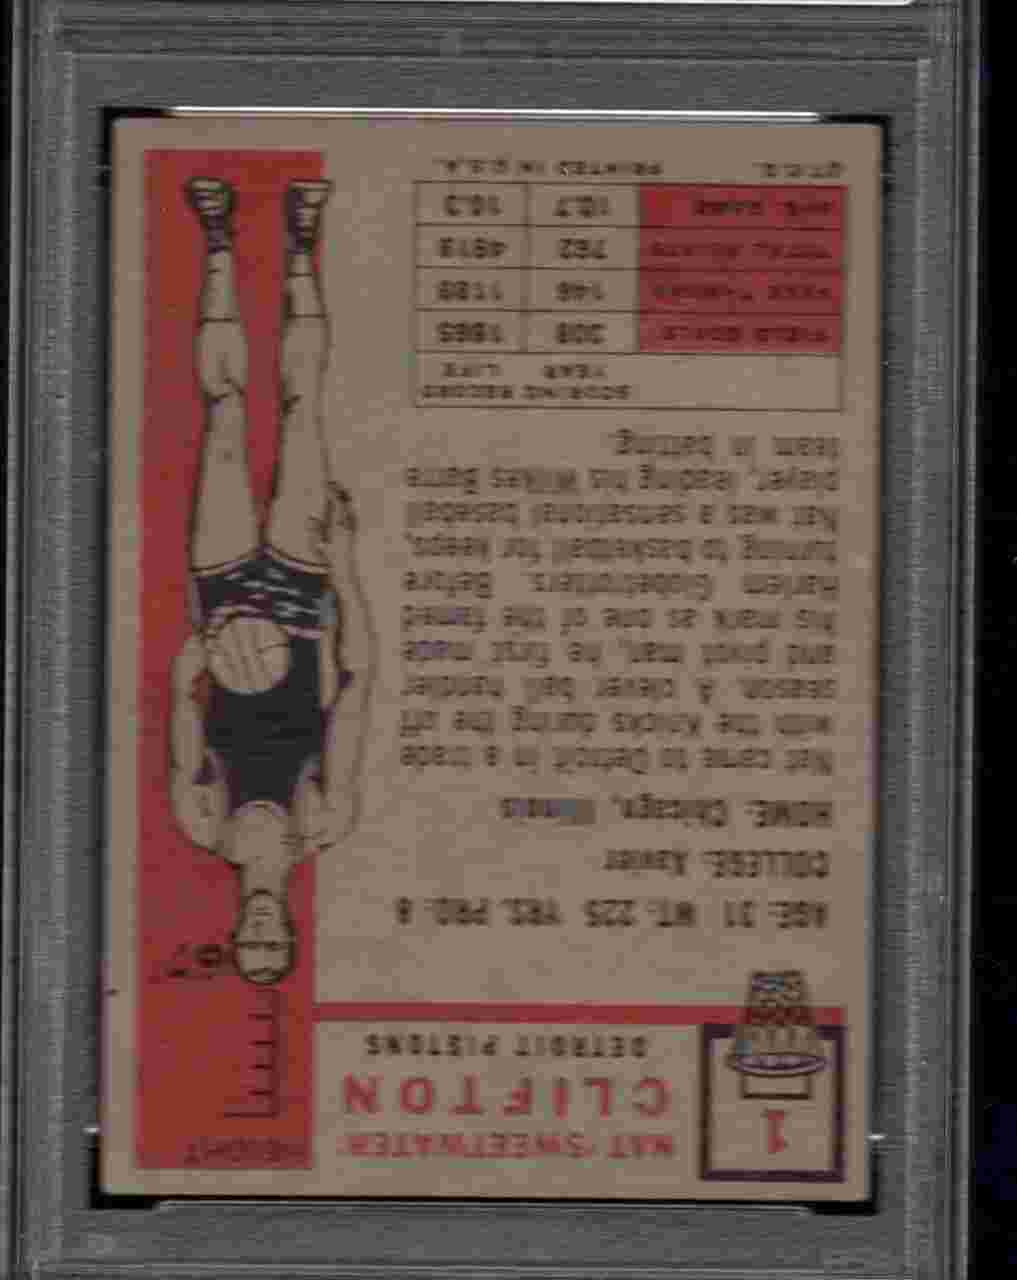 1
NAT "SWEETWATER"
CLIFTON
DETROIT PISTONS
HEIGHT
AGE: 31 WT: 225 YRS. PRO: 8
COLLEGE: Xavier
HOME: Chicago, Illinois
Nat came to Detroit in a trade
with the Knicks during the off
season. A clever ball handler
and pivot man, he first made
his mark as one of the famed
Harlem Globetrotters. Before
turning to basketball for keeps,
Nat was a sensational baseball
player, leading his Wilkes Barre
team in batting.
SCORING RECORD
YEAR LIFE
FIELD GOALS 308 1865
FREE THROWS 146 1189
TOTAL POINTS 762 4919
AVG. GAME 10.7 10.3
©T.C.G. PRINTED IN U.S.A.